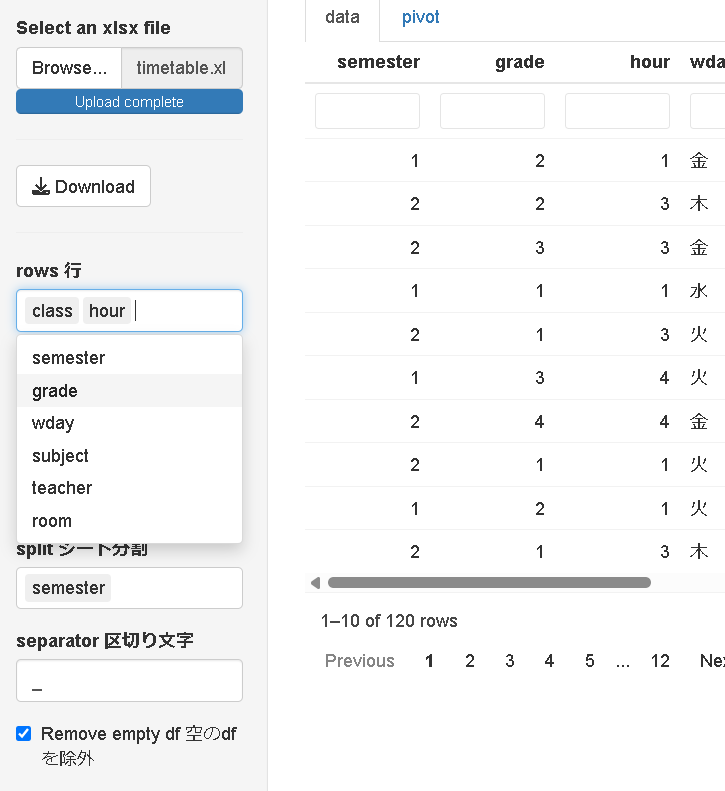 Select an xlsx file
Browse... timetable.xl
Upload complete
Download
rows 行
class hour
semester
grade
wday
subject
teacher
room
split シート分割
semester
separator 区切り文字
_
Remove empty df 空のdf
を除外
data pivot
semester grade hour wda
1 2 1 金
2 2 3 木
2 3 3 金
1 1 1 水
2 1 3 火
1 3 4 火
2 4 4 金
2 1 1 火
1 2 1 火
2 1 3 木
1–10 of 120 rows
Previous 1 2 3 4 5 ... 12 Nex